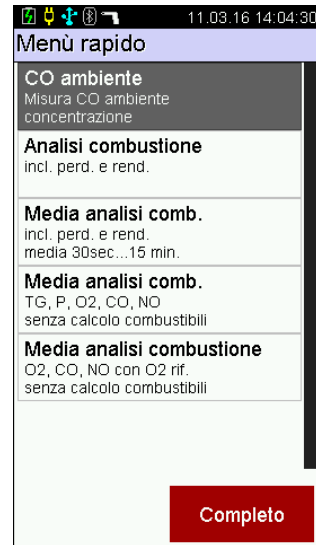 11.03.16 14:04:30
Menù rapido
CO ambiente
Misura CO ambiente
concentrazione
Analisi combustione
incl. perd. e rend.
Media analisi comb.
incl. perd. e rend.
media 30sec...15 min.
Media analisi comb.
TG, P, O2, CO, NO
senza calcolo combustibili
Media analisi combustione
O2, CO, NO con O2 rif.
senza calcolo combustibili
Completo